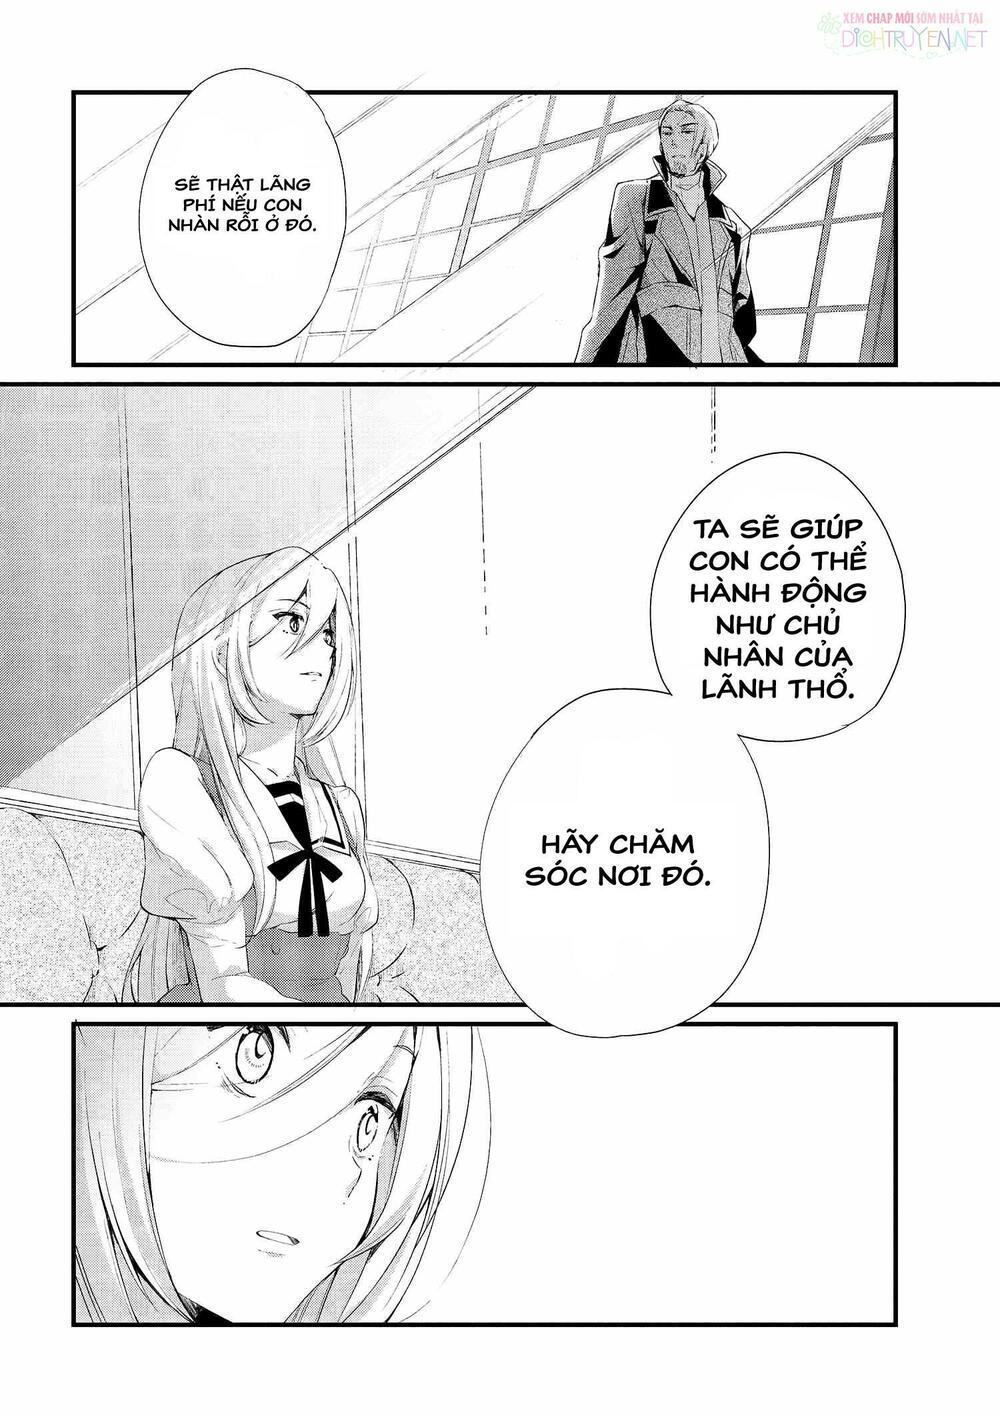 XEM CHAP MỚI SỚM NHẤT TẠI
DICHTRUYEN.NET
SẼ THẬT LÃNG
PHÍ NẾU CON
NHÀN RỖI Ở ĐÓ.
TA SẼ GIÚP
CON CÓ THỂ
HÀNH ĐỘNG
NHƯ CHỦ
NHÂN CỦA
LÃNH THỔ.
HÃY CHĂM
SÓC NƠI ĐÓ.